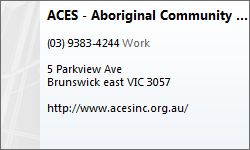 ACES - Aboriginal Community ...
(03) 9383-4244 Work
5 Parkview Ave
Brunswick east VIC 3057
http://www.acesinc.org.au/